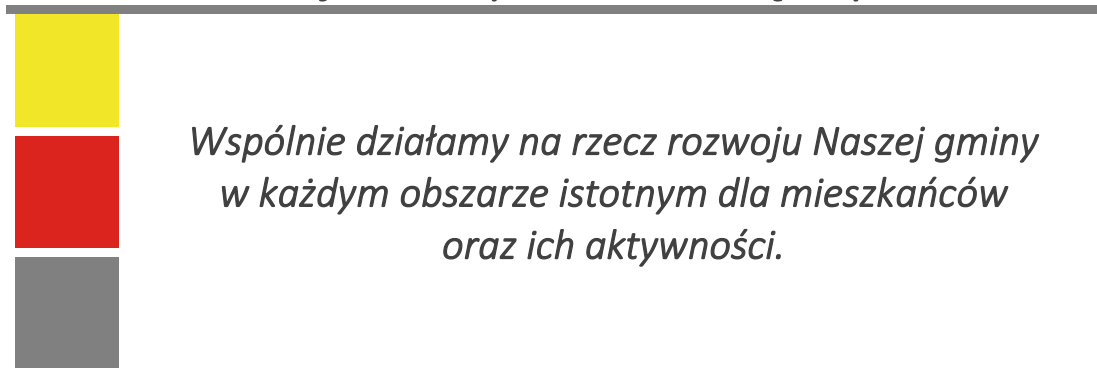 Wspólnie działamy na rzecz rozwoju Naszej gminy
w każdym obszarze istotnym dla mieszkańców
oraz ich aktywności.